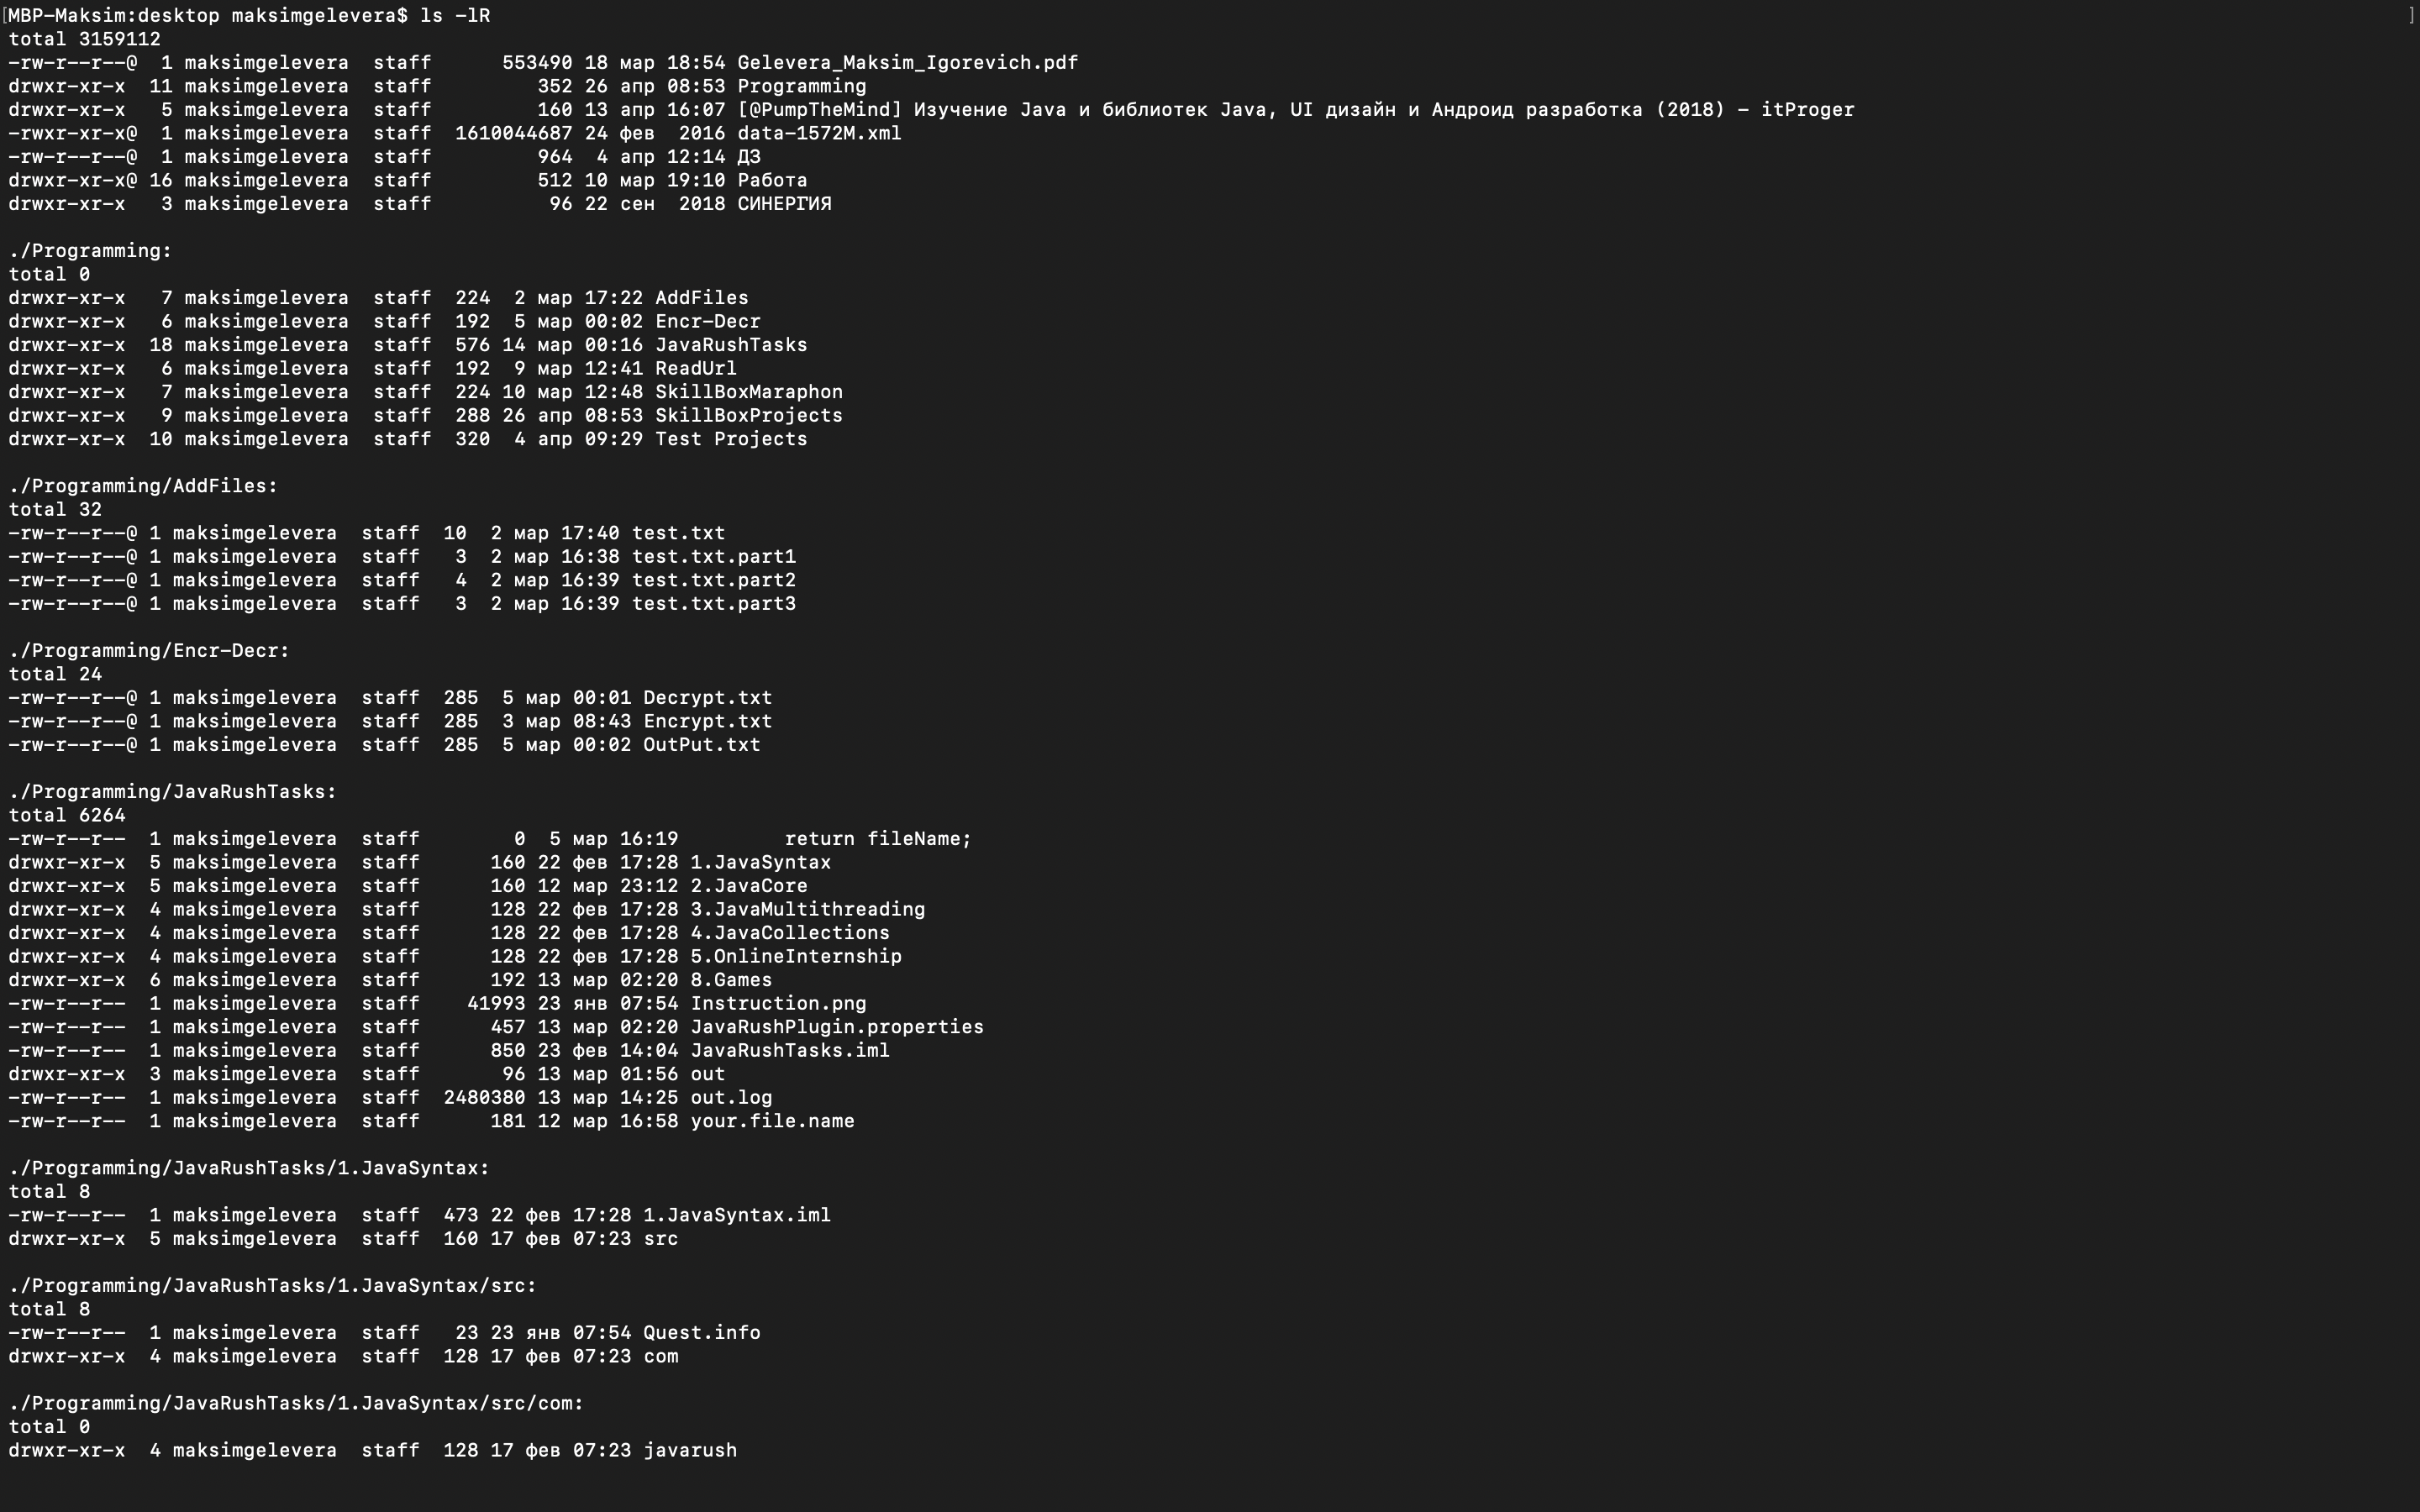 [MBP-Maksim:desktop maksimgelevera$ ls -lR ]
total 3159112
-rw-r--r--@  1 maksimgelevera  staff      553490 18 мар 18:54 Gelevera_Maksim_Igorevich.pdf
drwxr-xr-x  11 maksimgelevera  staff         352 26 апр 08:53 Programming
drwxr-xr-x   5 maksimgelevera  staff         160 13 апр 16:07 [@PumpTheMind] Изучение Java и библиотек Java, UI дизайн и Андроид разработка (2018) - itProger
-rwxr-xr-x@  1 maksimgelevera  staff  1610044687 24 фев  2016 data-1572M.xml
-rw-r--r--@  1 maksimgelevera  staff         964  4 апр 12:14 ДЗ
drwxr-xr-x@ 16 maksimgelevera  staff         512 10 мар 19:10 Работа
drwxr-xr-x   3 maksimgelevera  staff          96 22 сен  2018 СИНЕРГИЯ

./Programming:
total 0
drwxr-xr-x   7 maksimgelevera  staff  224  2 мар 17:22 AddFiles
drwxr-xr-x   6 maksimgelevera  staff  192  5 мар 00:02 Encr-Decr
drwxr-xr-x  18 maksimgelevera  staff  576 14 мар 00:16 JavaRushTasks
drwxr-xr-x   6 maksimgelevera  staff  192  9 мар 12:41 ReadUrl
drwxr-xr-x   7 maksimgelevera  staff  224 10 мар 12:48 SkillBoxMaraphon
drwxr-xr-x   9 maksimgelevera  staff  288 26 апр 08:53 SkillBoxProjects
drwxr-xr-x  10 maksimgelevera  staff  320  4 апр 09:29 Test Projects

./Programming/AddFiles:
total 32
-rw-r--r--@ 1 maksimgelevera  staff  10  2 мар 17:40 test.txt
-rw-r--r--@ 1 maksimgelevera  staff   3  2 мар 16:38 test.txt.part1
-rw-r--r--@ 1 maksimgelevera  staff   4  2 мар 16:39 test.txt.part2
-rw-r--r--@ 1 maksimgelevera  staff   3  2 мар 16:39 test.txt.part3

./Programming/Encr-Decr:
total 24
-rw-r--r--@ 1 maksimgelevera  staff  285  5 мар 00:01 Decrypt.txt
-rw-r--r--@ 1 maksimgelevera  staff  285  3 мар 08:43 Encrypt.txt
-rw-r--r--@ 1 maksimgelevera  staff  285  5 мар 00:02 OutPut.txt

./Programming/JavaRushTasks:
total 6264
-rw-r--r--  1 maksimgelevera  staff        0  5 мар 16:19         return fileName;
drwxr-xr-x  5 maksimgelevera  staff      160 22 фев 17:28 1.JavaSyntax
drwxr-xr-x  5 maksimgelevera  staff      160 12 мар 23:12 2.JavaCore
drwxr-xr-x  4 maksimgelevera  staff      128 22 фев 17:28 3.JavaMultithreading
drwxr-xr-x  4 maksimgelevera  staff      128 22 фев 17:28 4.JavaCollections
drwxr-xr-x  4 maksimgelevera  staff      128 22 фев 17:28 5.OnlineInternship
drwxr-xr-x  6 maksimgelevera  staff      192 13 мар 02:20 8.Games
-rw-r--r--  1 maksimgelevera  staff    41993 23 янв 07:54 Instruction.png
-rw-r--r--  1 maksimgelevera  staff      457 13 мар 02:20 JavaRushPlugin.properties
-rw-r--r--  1 maksimgelevera  staff      850 23 фев 14:04 JavaRushTasks.iml
drwxr-xr-x  3 maksimgelevera  staff       96 13 мар 01:56 out
-rw-r--r--  1 maksimgelevera  staff  2480380 13 мар 14:25 out.log
-rw-r--r--  1 maksimgelevera  staff      181 12 мар 16:58 your.file.name

./Programming/JavaRushTasks/1.JavaSyntax:
total 8
-rw-r--r--  1 maksimgelevera  staff  473 22 фев 17:28 1.JavaSyntax.iml
drwxr-xr-x  5 maksimgelevera  staff  160 17 фев 07:23 src

./Programming/JavaRushTasks/1.JavaSyntax/src:
total 8
-rw-r--r--  1 maksimgelevera  staff   23 23 янв 07:54 Quest.info
drwxr-xr-x  4 maksimgelevera  staff  128 17 фев 07:23 com

./Programming/JavaRushTasks/1.JavaSyntax/src/com:
total 0
drwxr-xr-x  4 maksimgelevera  staff  128 17 фев 07:23 javarush